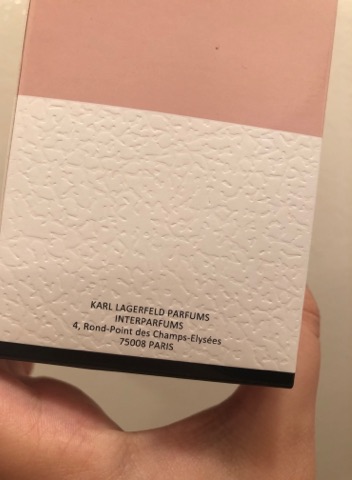 KARL LAGERFELD PARFUMS
INTERPARFUMS
4, Rond-Point des Champs-Elysées
75008 PARIS